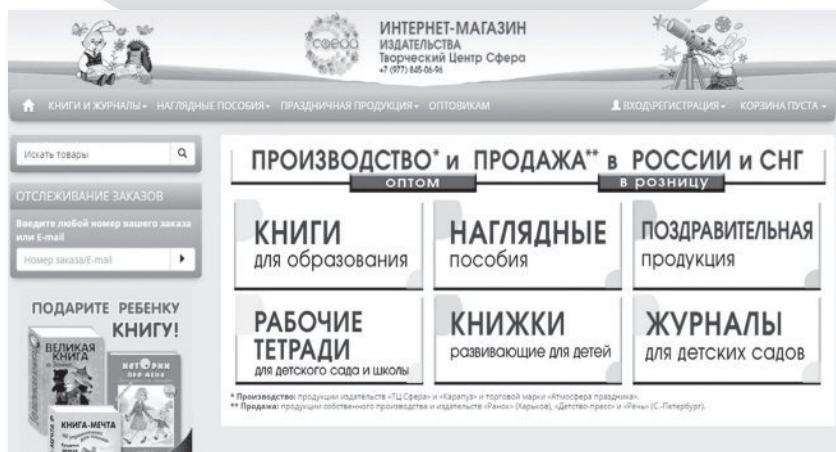 сфера
ИНТЕРНЕТ-МАГАЗИН
ИЗДАТЕЛЬСТВА
Творческий Центр Сфера
+7 (977) 845-06-96
КНИГИ И ЖУРНАЛЫ НАГЛЯДНЫЕ ПОСОБИЯ ПРАЗДНИЧНАЯ ПРОДУКЦИЯ ОПТОВИКАМ ВХОД\РЕГИСТРАЦИЯ КОРЗИНА ПУСТА
Искать товары
ОТСЛЕЖИВАНИЕ ЗАКАЗОВ
Введите любой номер вашего заказа
или E-mail
Номер заказа/E-mail
ПОДАРИТЕ РЕБЕНКУ
КНИГУ!
ВЕЛИКАЯ
КНИГА
КНИГА-МЕЧТА
ПРОИЗВОДСТВО* и ПРОДАЖА** в РОССИИ и СНГ
оптом в розницу
КНИГИ
для образования
НАГЛЯДНЫЕ
пособия
ПОЗДРАВИТЕЛЬНАЯ
продукция
РАБОЧИЕ
ТЕТРАДИ
для детского сада и школы
КНИЖКИ
развивающие для детей
ЖУРНАЛЫ
для детских садов
* Производство: продукции издательств «ТЦ Сфера» и «Карапуз» и торговой марки «Атмосфера праздника».
** Продажа: продукции собственного производства и издательств «Ранок» (Харьков), «Детство-пресс» и «Речь» (С.-Петербург).